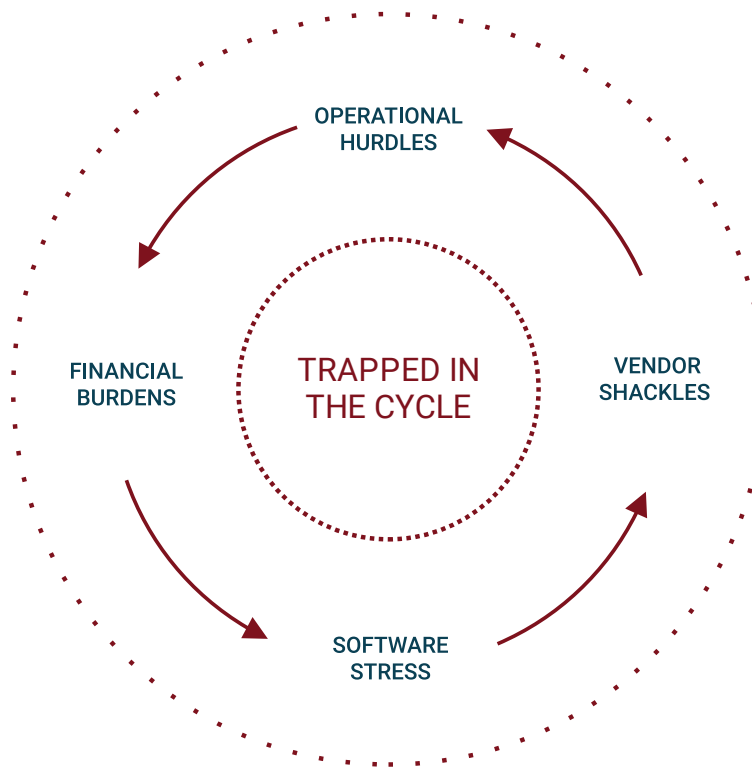 OPERATIONAL
HURDLES
FINANCIAL
BURDENS
TRAPPED IN
THE CYCLE
VENDOR
SHACKLES
SOFTWARE
STRESS